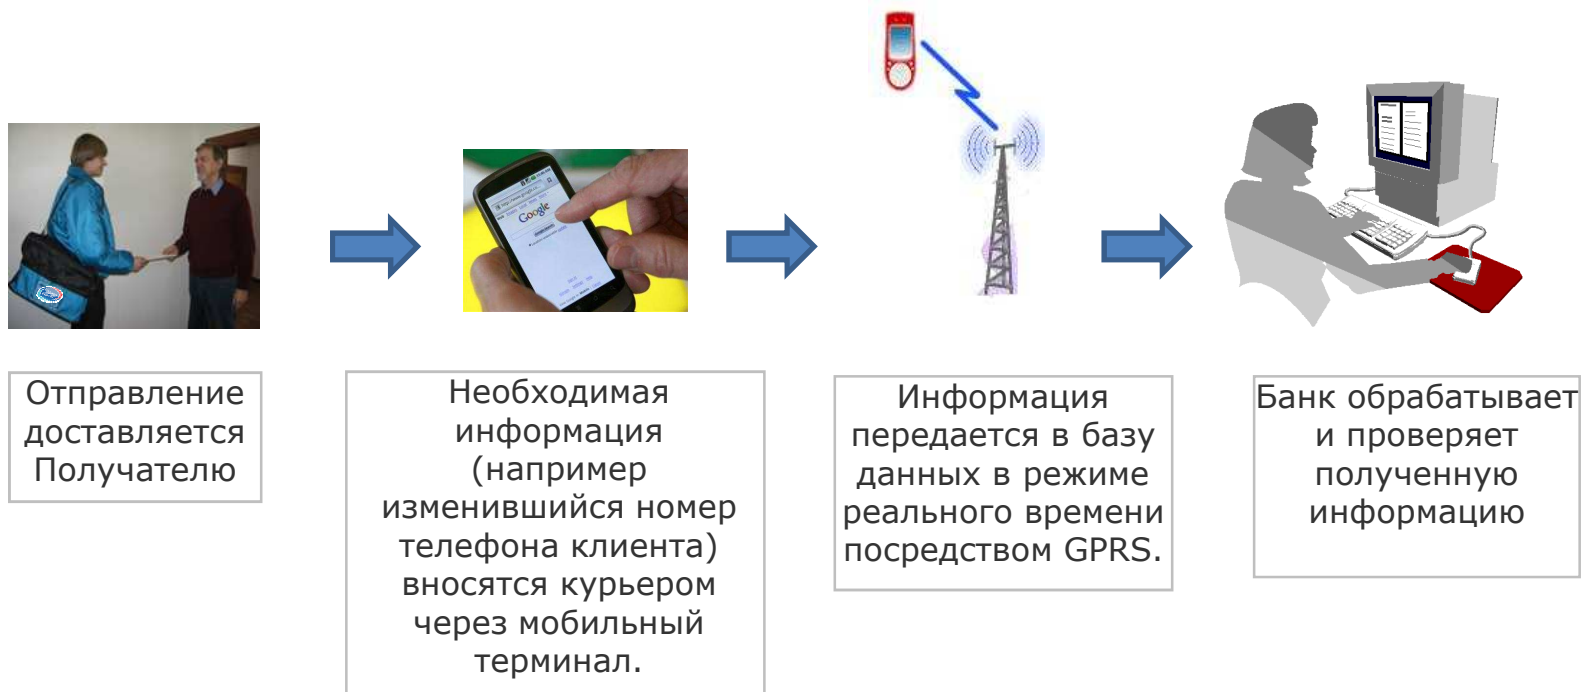 Google
Отправление
доставляется
Получателю
Необходимая
информация
(например
изменившийся номер
телефона клиента)
вносятся курьером
через мобильный
терминал.
Информация
передается в базу
данных в режиме
реального времени
посредством GPRS.
Банк обрабатывает
и проверяет
полученную
информацию